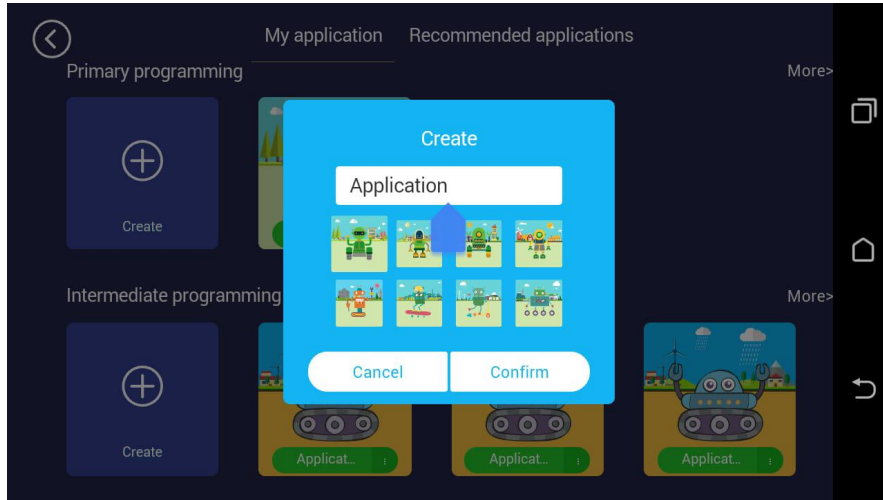 My application Recommended applications
Primary programming More>
Create
Application
Create
Intermediate programming More>
Cancel Confirm
Create
Applicat... Applicat... Applicat...